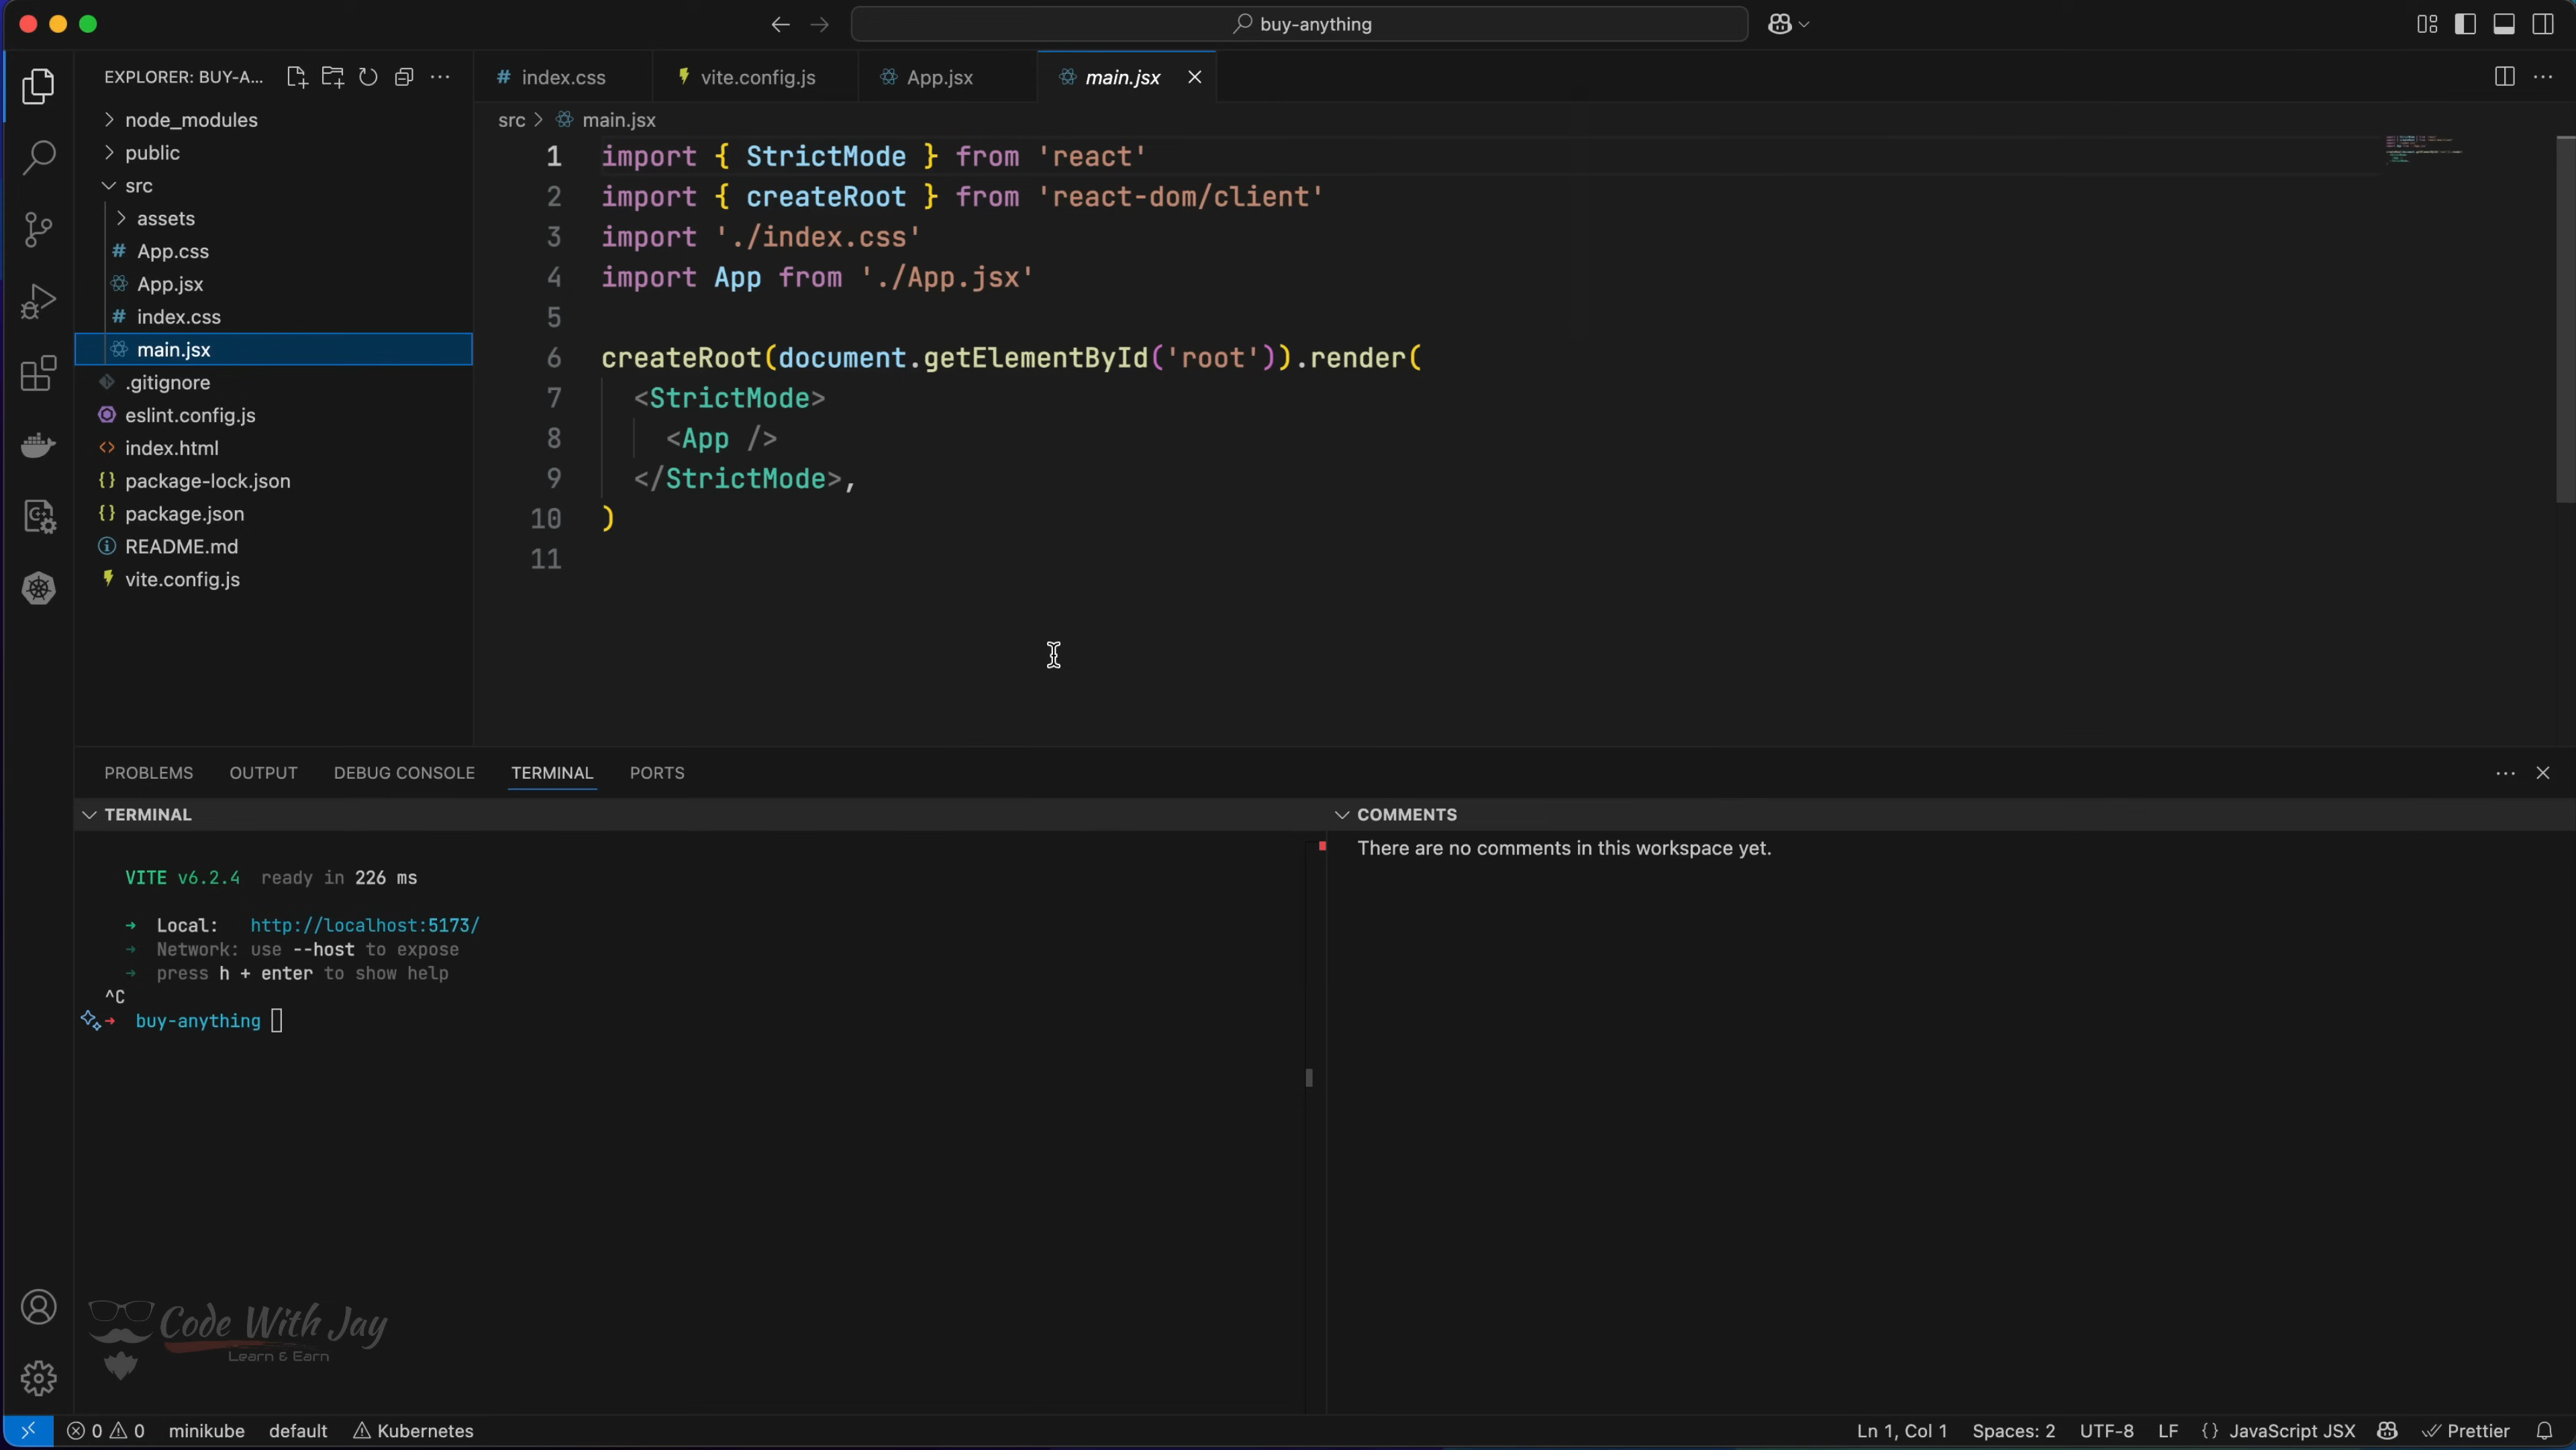 buy-anything
EXPLORER: BUY-A...
index.css
vite.config.js
App.jsx
main.jsx
node_modules
public
src
assets
App.css
App.jsx
index.css
main.jsx
.gitignore
eslint.config.js
index.html
package-lock.json
package.json
README.md
vite.config.js
src > main.jsx
1 import { StrictMode } from 'react'
2 import { createRoot } from 'react-dom/client'
3 import './index.css'
4 import App from './App.jsx'
5
6 createRoot(document.getElementById('root')).render(
7 <StrictMode>
8 <App />
9 </StrictMode>,
10 )
11
PROBLEMS OUTPUT DEBUG CONSOLE TERMINAL PORTS
TERMINAL
VITE v6.2.4 ready in 226 ms
➜ Local: http://localhost:5173/
➜ Network: use --host to expose
➜ press h + enter to show help
^C
➜ buy-anything
COMMENTS
There are no comments in this workspace yet.
Code With Jay
Learn & Earn
0 0 minikube default Kubernetes
Ln 1, Col 1 Spaces: 2 UTF-8 LF {} JavaScript JSX Prettier